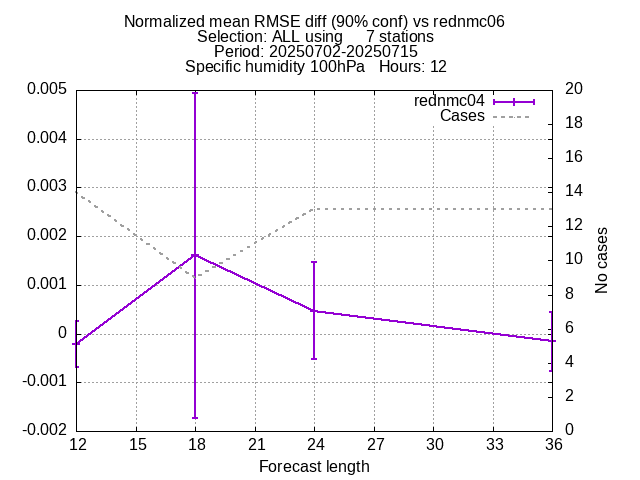 Normalized mean RMSE diff (90% conf) vs rednmc06
Selection: ALL using     7 stations
Period: 20250702-20250715
Specific humidity 100hPa   Hours: 12
rednmc04
Cases
0.005
0.004
0.003
0.002
0.001
0
-0.001
-0.002
20
18
16
14
12
10
8
6
4
2
0
No cases
12 15 18 21 24 27 30 33 36
Forecast length